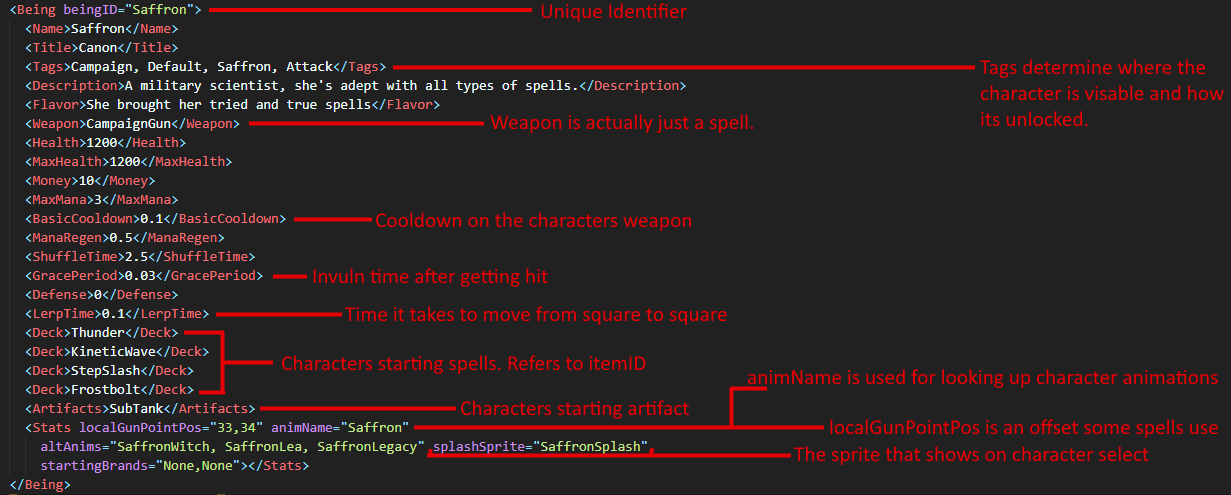 <Being beingID="Saffron"> Unique Identifier
<Name>Saffron</Name>
<Title>Canon</Title>
<Tags>Campaign, Default, Saffron, Attack</Tags>
Tags determine where the
character is visable and how
its unlocked.
<Description>A military scientist, she's adept with all types of spells.</Description>
<Flavor>She brought her tried and true spells</Flavor>
<Weapon>CampaignGun</Weapon> Weapon is actually just a spell.
<Health>1200</Health>
<MaxHealth>1200</MaxHealth>
<Money>10</Money>
<MaxMana>3</MaxMana>
<BasicCooldown>0.1</BasicCooldown> Cooldown on the characters weapon
<ManaRegen>0.5</ManaRegen>
<ShuffleTime>2.5</ShuffleTime>
<GracePeriod>0.03</GracePeriod> Invuln time after getting hit
<Defense>0</Defense>
<LerpTime>0.1</LerpTime> Time it takes to move from square to square
<Deck>Thunder</Deck>
<Deck>KineticWave</Deck>
Characters starting spells. Refers to itemID
<Deck>StepSlash</Deck>
<Deck>Frostbolt</Deck>
animName is used for looking up character animations
<Artifacts>SubTank</Artifacts> Characters starting artifact
<Stats localGunPointPos="33,34" animName="Saffron" localGunPointPos is an offset some spells use
altAnims="SaffronWitch, SaffronLea, SaffronLegacy" splashSprite="SaffronSplash"
The sprite that shows on character select
startingBrands="None,None"></Stats>
</Being>